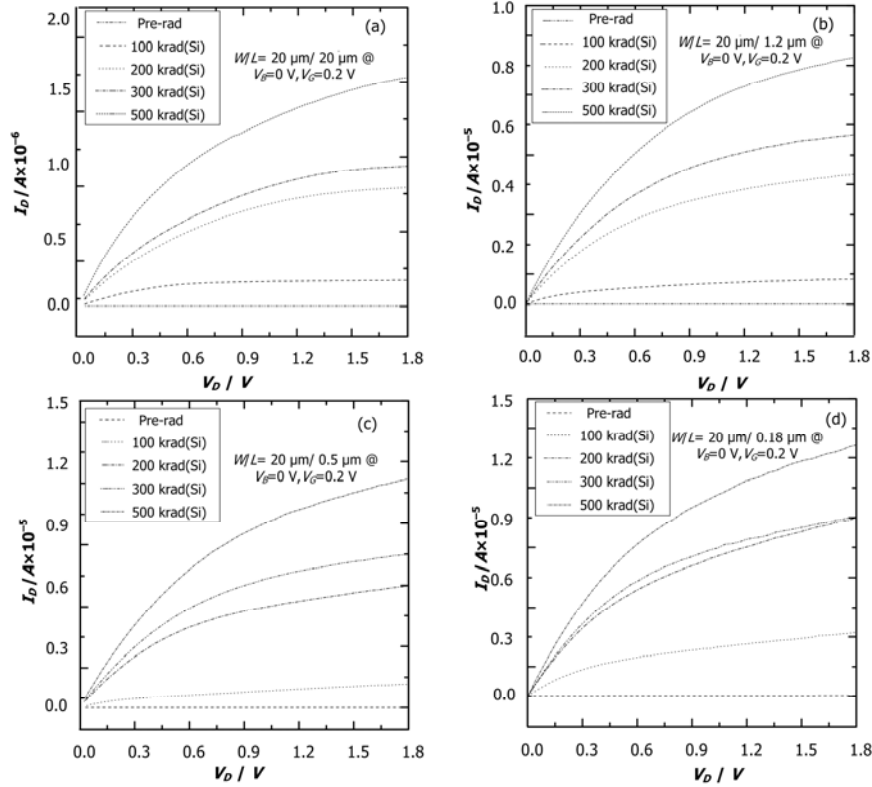 (a)
Pre-rad
100 krad(Si)
200 krad(Si)
300 krad(Si)
500 krad(Si)
W/L= 20 μm/ 20 μm @
V_B=0 V, V_G=0.2 V
2.0
1.5
1.0
0.5
0.0
I_D / A×10⁻⁶
0.0 0.3 0.6 0.9 1.2 1.5 1.8
V_D / V
(b)
Pre-rad
100 krad(Si)
200 krad(Si)
300 krad(Si)
500 krad(Si)
W/L= 20 μm/ 1.2 μm @
V_B=0 V, V_G=0.2 V
1.0
0.8
0.6
0.4
0.2
0.0
I_D / A×10⁻⁵
0.0 0.3 0.6 0.9 1.2 1.5 1.8
V_D / V
(c)
Pre-rad
100 krad(Si)
200 krad(Si)
300 krad(Si)
500 krad(Si)
W/L= 20 μm/ 0.5 μm @
V_B=0 V, V_G=0.2 V
1.5
1.2
0.9
0.6
0.3
0.0
I_D / A×10⁻⁵
0.0 0.3 0.6 0.9 1.2 1.5 1.8
V_D / V
(d)
Pre-rad
100 krad(Si)
200 krad(Si)
300 krad(Si)
500 krad(Si)
W/L= 20 μm/ 0.18 μm @
V_B=0 V, V_G=0.2 V
1.5
1.2
0.9
0.6
0.3
0.0
I_D / A×10⁻⁵
0.0 0.3 0.6 0.9 1.2 1.5 1.8
V_D / V